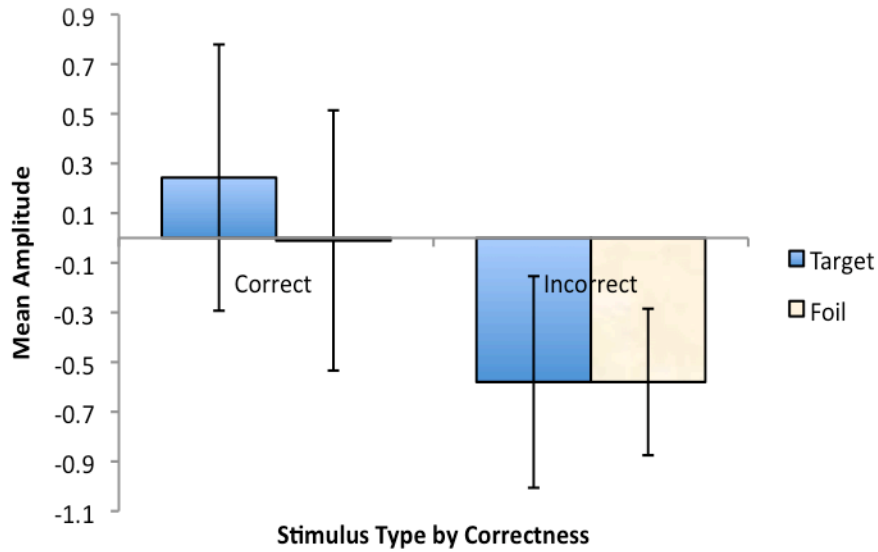 0.9
0.7
0.5
0.3
0.1
-0.1
-0.3
-0.5
-0.7
-0.9
-1.1
Mean Amplitude
Correct
Incorrect
Target
Foil
Stimulus Type by Correctness